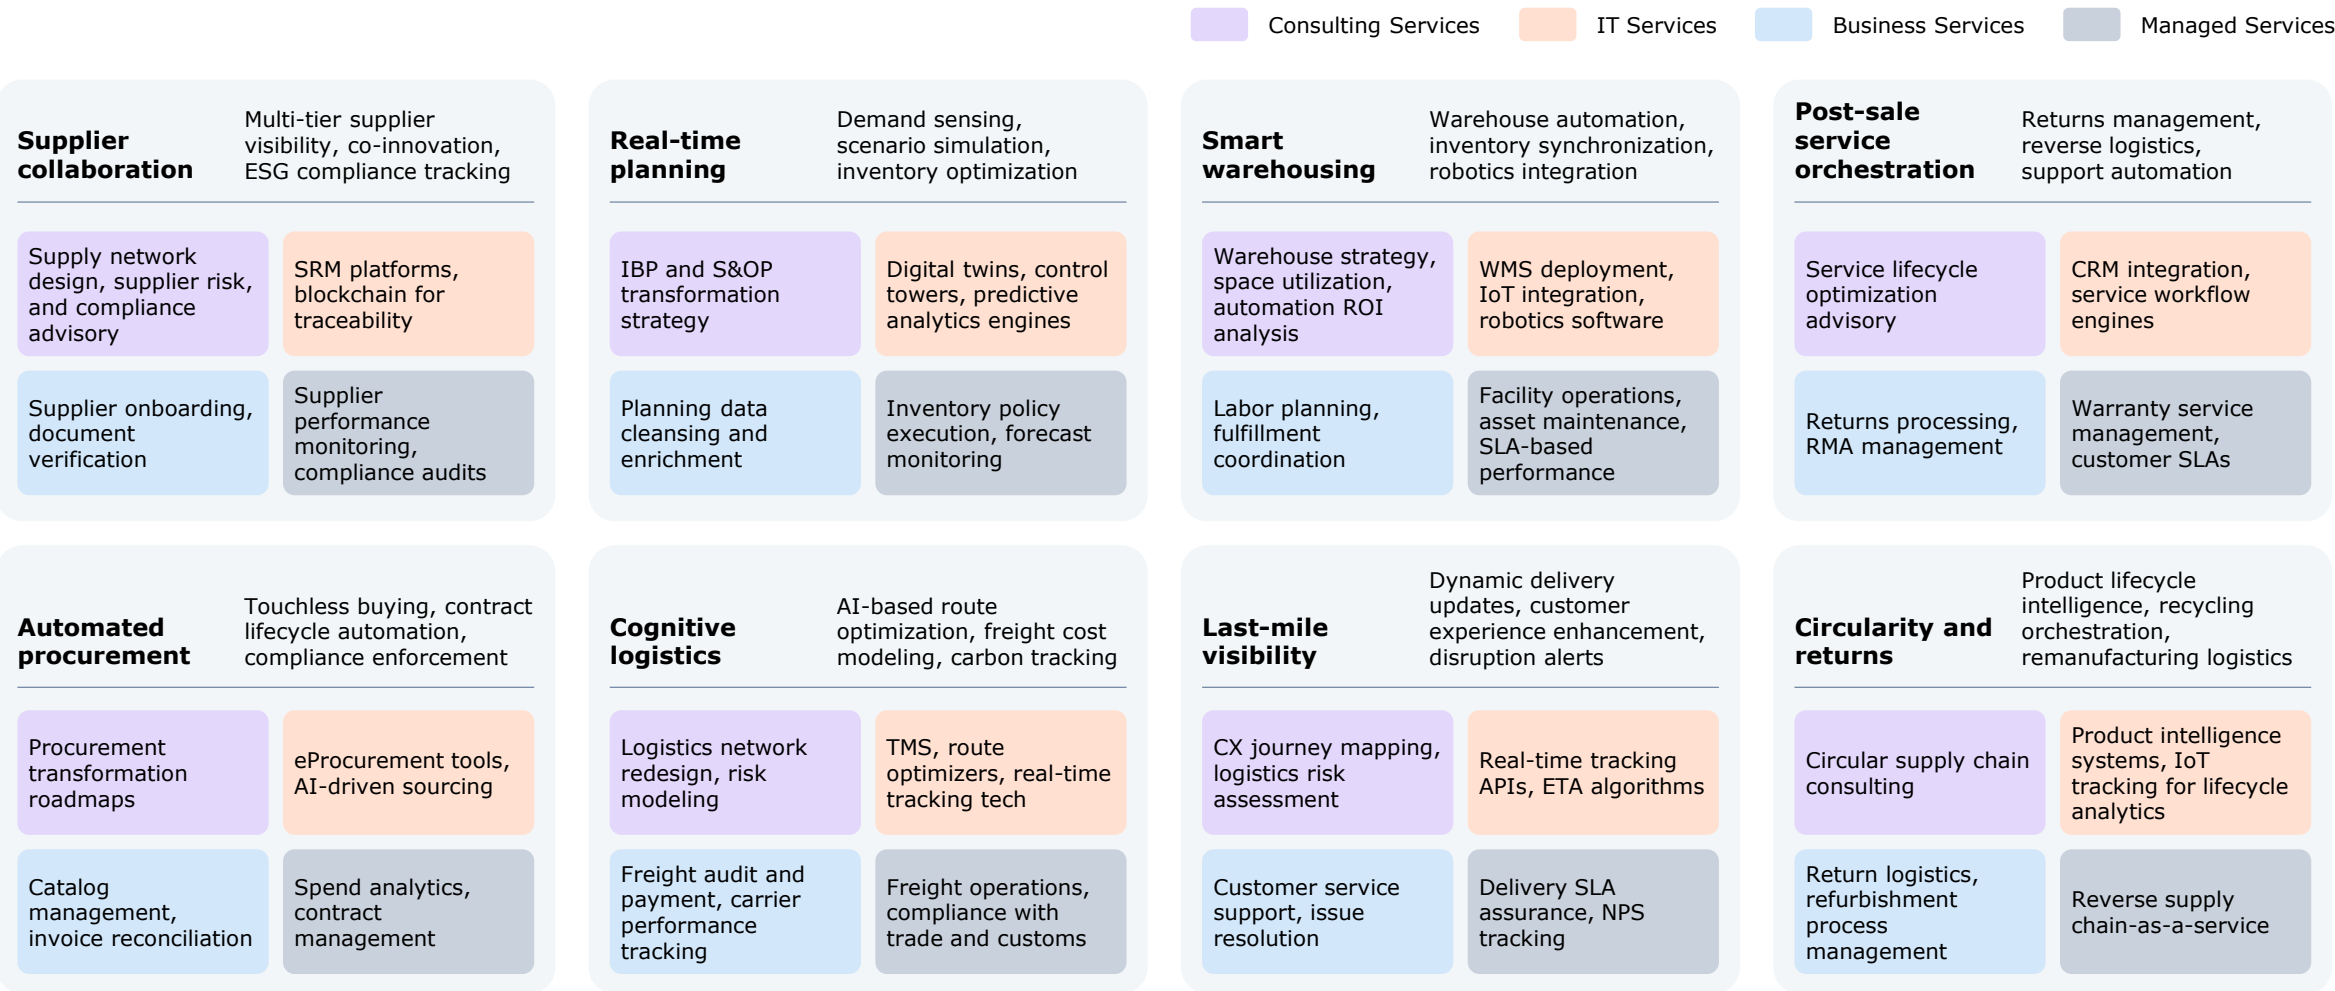 Consulting Services
IT Services
Business Services
Managed Services
Supplier
collaboration
Multi-tier supplier
visibility, co-innovation,
ESG compliance tracking
Supply network
design, supplier risk,
and compliance
advisory
SRM platforms,
blockchain for
traceability
Supplier onboarding,
document
verification
Supplier
performance
monitoring,
compliance audits
Real-time
planning
Demand sensing,
scenario simulation,
inventory optimization
IBP and S&OP
transformation
strategy
Digital twins, control
towers, predictive
analytics engines
Planning data
cleansing and
enrichment
Inventory policy
execution, forecast
monitoring
Smart
warehousing
Warehouse automation,
inventory synchronization,
robotics integration
Warehouse strategy,
space utilization,
automation ROI
analysis
WMS deployment,
IoT integration,
robotics software
Labor planning,
fulfillment
coordination
Facility operations,
asset maintenance,
SLA-based
performance
Post-sale
service
orchestration
Returns management,
reverse logistics,
support automation
Service lifecycle
optimization
advisory
CRM integration,
service workflow
engines
Returns processing,
RMA management
Warranty service
management,
customer SLAs
Automated
procurement
Touchless buying, contract
lifecycle automation,
compliance enforcement
Procurement
transformation
roadmaps
eProcurement tools,
AI-driven sourcing
Catalog
management,
invoice reconciliation
Spend analytics,
contract
management
Cognitive
logistics
AI-based route
optimization, freight cost
modeling, carbon tracking
Logistics network
redesign, risk
modeling
TMS, route
optimizers, real-time
tracking tech
Freight audit and
payment, carrier
performance
tracking
Freight operations,
compliance with
trade and customs
Last-mile
visibility
Dynamic delivery
updates, customer
experience enhancement,
disruption alerts
CX journey mapping,
logistics risk
assessment
Real-time tracking
APIs, ETA algorithms
Customer service
support, issue
resolution
Delivery SLA
assurance, NPS
tracking
Circularity and
returns
Product lifecycle
intelligence, recycling
orchestration,
remanufacturing logistics
Circular supply chain
consulting
Product intelligence
systems, IoT
tracking for lifecycle
analytics
Return logistics,
refurbishment
process
management
Reverse supply
chain-as-a-service